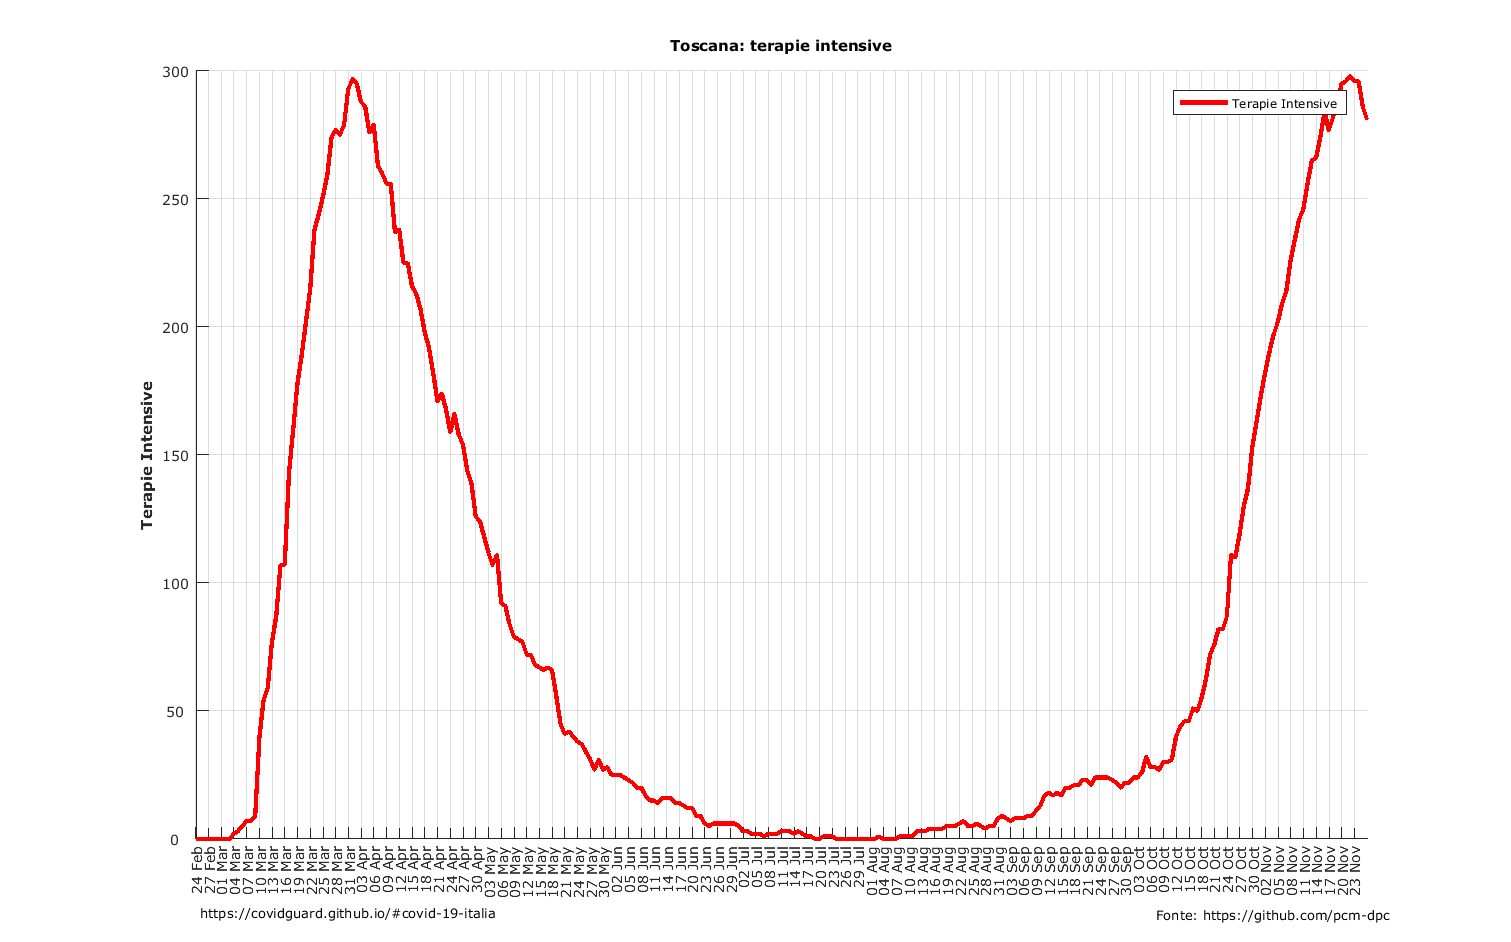 Toscana: terapie intensive
Terapie Intensive
Terapie Intensive
300
250
200
150
100
50
0
24 Feb
27 Feb
01 Mar
04 Mar
07 Mar
10 Mar
13 Mar
16 Mar
19 Mar
22 Mar
25 Mar
28 Mar
31 Mar
03 Apr
06 Apr
09 Apr
12 Apr
15 Apr
18 Apr
21 Apr
24 Apr
27 Apr
30 Apr
03 May
06 May
09 May
12 May
15 May
18 May
21 May
24 May
27 May
30 May
02 Jun
05 Jun
08 Jun
11 Jun
14 Jun
17 Jun
20 Jun
23 Jun
26 Jun
29 Jun
02 Jul
05 Jul
08 Jul
11 Jul
14 Jul
17 Jul
20 Jul
23 Jul
26 Jul
29 Jul
01 Aug
04 Aug
07 Aug
10 Aug
13 Aug
16 Aug
19 Aug
22 Aug
25 Aug
28 Aug
31 Aug
03 Sep
06 Sep
09 Sep
12 Sep
15 Sep
18 Sep
21 Sep
24 Sep
27 Sep
30 Sep
03 Oct
06 Oct
09 Oct
12 Oct
15 Oct
18 Oct
21 Oct
24 Oct
27 Oct
30 Oct
02 Nov
05 Nov
08 Nov
11 Nov
14 Nov
17 Nov
20 Nov
23 Nov
https://covidguard.github.io/#covid-19-italia
Fonte: https://github.com/pcm-dpc